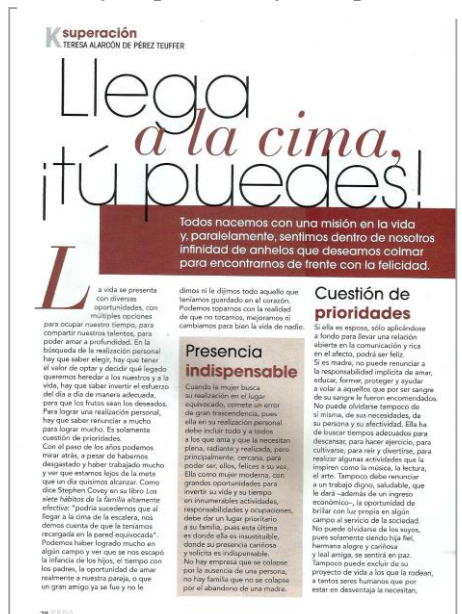 K superación
TERESA ALARCÓN DE PÉREZ TEUFFER
Llega
a la cima,
¡tú puedes!
Todos nacemos con una misión en la vida
y, paralelamente, sentimos dentro de nosotros
infinidad de anhelos que deseamos colmar
para encontrarnos de frente con la felicidad.
La vida se presenta
con diversas
oportunidades, con
múltiples opciones
para ocupar nuestro tiempo, para
compartir nuestros talentos, para
poder amar a profundidad. En la
búsqueda de la realización personal
hay que saber elegir, hay que tener
el valor de optar y decidir qué legado
queremos heredar a los nuestros y a la
vida, hay que saber invertir el esfuerzo
del día a día de manera adecuada,
para que los frutos sean los deseados.
Para lograr una realización personal,
hay que saber renunciar a mucho
para lograr mucho. Es solamente
cuestión de prioridades.
Con el paso de los años podemos
mirar atrás, a pesar de habernos
desgastado y haber trabajado mucho
y ver que estamos lejos de la meta
que un día quisimos alcanzar. Como
dice Stephen Covey en su libro Los
siete hábitos de la familia altamente
efectiva: "podría sucedernos que al
llegar a la cima de la escalera, nos
demos cuenta de que la teníamos
recargada en la pared equivocada".
Podemos haber logrado mucho en
algún campo y ver que se nos escapó
la infancia de los hijos, el tiempo con
los padres, la oportunidad de amar
realmente a nuestra pareja, o que
un gran amigo ya se fue y no le
dimos ni le dijimos todo aquello que
teníamos guardado en el corazón.
Podemos toparnos con la realidad
de que no tocamos, mejoramos ni
cambiamos para bien la vida de nadie.
Presencia
indispensable
Cuando la mujer busca
su realización en el lugar
equivocado, comete un error
de gran trascendencia, pues
ella en su realización personal
debe incluir todo y a todos
a los que ama y que la necesitan
plena, radiante y realizada, pero
principalmente, cercana, para
poder ser, ellos, felices a su vez.
Ella como mujer moderna, con
grandes oportunidades para
invertir su vida y su tiempo
en innumerables actividades,
responsabilidades y ocupaciones,
debe dar un lugar prioritario
a su familia, pues esta última
es donde ella es insustituible,
donde su presencia cariñosa
y solícita es indispensable.
No hay empresa que se colapse
por la ausencia de una persona,
no hay familia que no se colapse
por el abandono de una madre.
Cuestión de
prioridades
Si ella es esposa, sólo aplicándose
a fondo para llevar una relación
abierta en la comunicación y rica
en el afecto, podrá ser feliz.
Si es madre, no puede renunciar a
la responsabilidad implícita de amar,
educar, formar, proteger y ayudar
a volar a aquellos que por ser sangre
de su sangre le fueron encomendados.
No puede olvidarse tampoco de
sí misma, de sus necesidades, de
su persona y su afectividad. Ella ha
de buscar tiempos adecuados para
descansar, para hacer ejercicio, para
cultivarse, para reír y divertirse, para
realizar algunas actividades que la
inspiren como la música, la lectura,
el arte. Tampoco debe renunciar
a un trabajo digno, saludable, que
le dará –además de un ingreso
económico–, la oportunidad de
brillar con luz propia en algún
campo al servicio de la sociedad.
No puede olvidarse de los suyos,
pues solamente siendo hija fiel,
hermana alegre y cariñosa
y leal amiga, se sentirá en paz.
Tampoco puede excluir de su
proyecto de vida a los que la rodean,
a tantos seres humanos que por
estar en desventaja la necesitan,